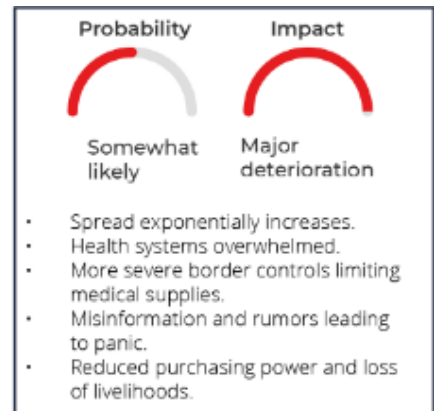 Probability Impact
Somewhat likely
Major deterioration
· Spread exponentially increases.
· Health systems overwhelmed.
· More severe border controls limiting
medical supplies.
· Misinformation and rumors leading
to panic.
· Reduced purchasing power and loss
of livelihoods.